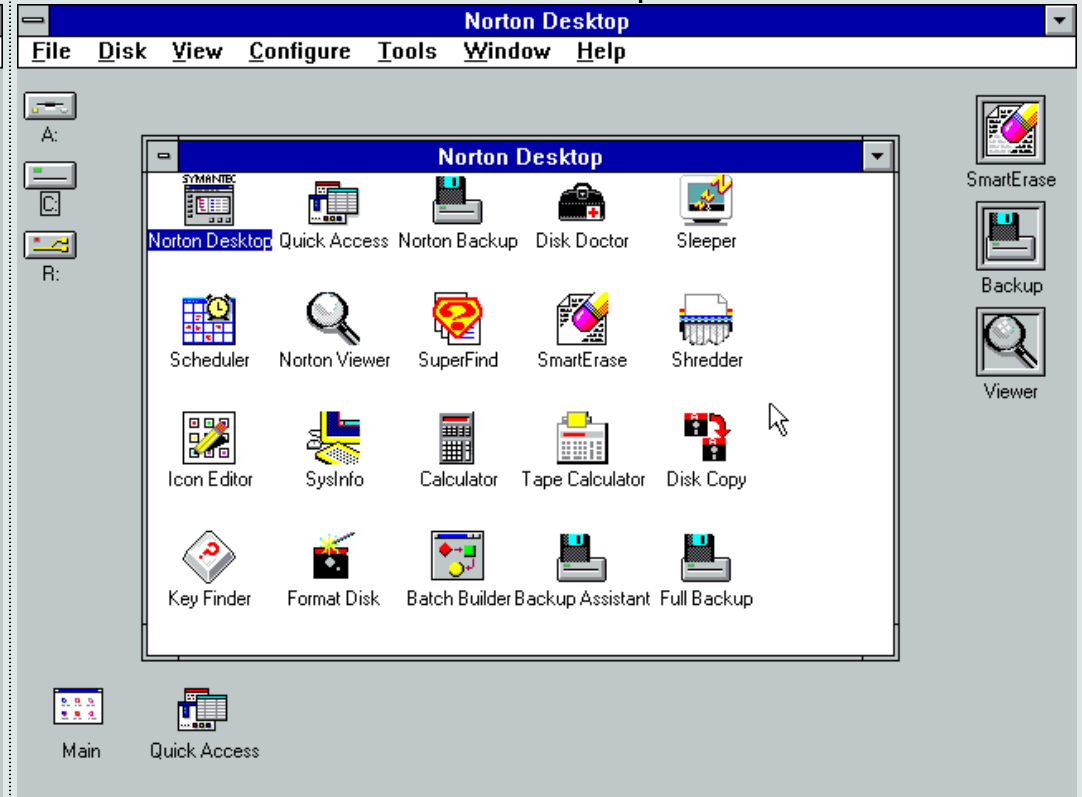 Norton Desktop
File Disk View Configure Tools Window Help
A:
C:
R:
Norton Desktop
SYMANTEC
Norton Desktop Quick Access Norton Backup Disk Doctor Sleeper
Scheduler Norton Viewer SuperFind SmartErase Shredder
Icon Editor SysInfo Calculator Tape Calculator Disk Copy
Key Finder Format Disk Batch Builder Backup Assistant Full Backup
SmartErase
Backup
Viewer
Main Quick Access